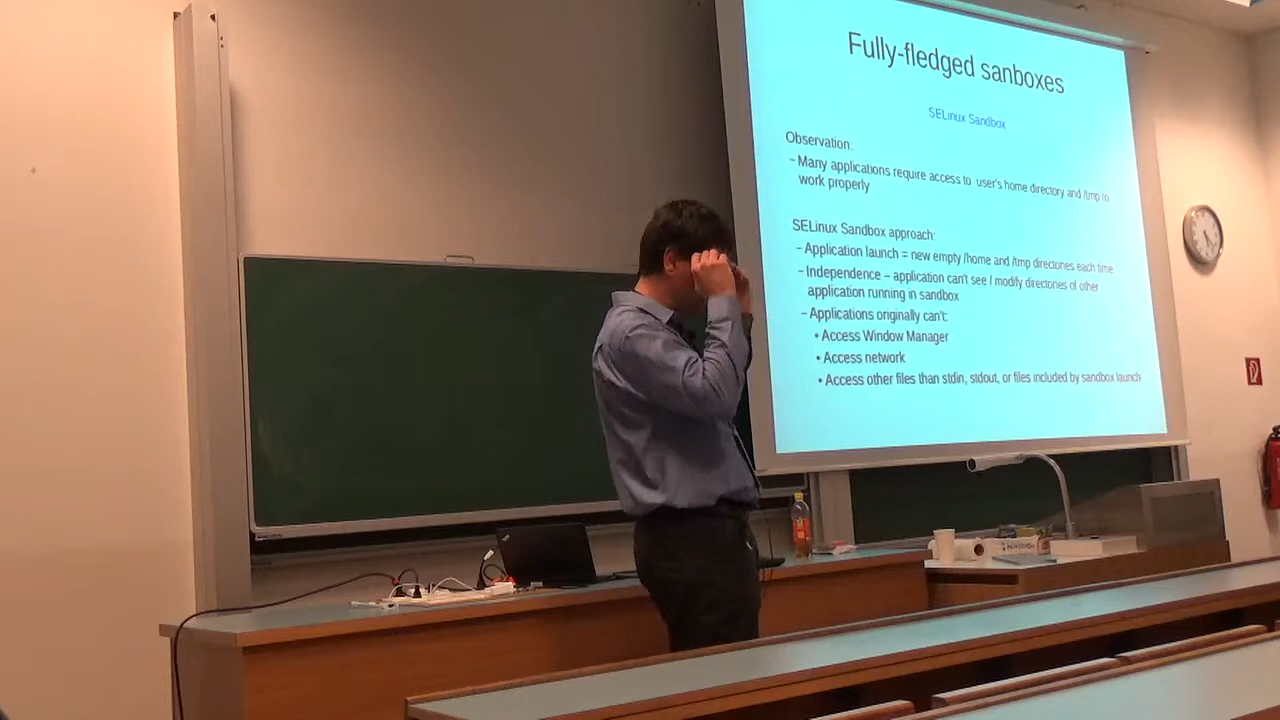 Fully-fledged sanboxes
SELinux Sandbox
Observation:
– Many applications require access to user's home directory and /tmp to
work properly
SELinux Sandbox approach:
– Application launch = new empty /home and /tmp directories each time
– Independence – application can't see / modify directories of other
application running in sandbox
– Applications originally can't:
• Access Window Manager
• Access network
• Access other files than stdin, stdout, or files included by sandbox launch